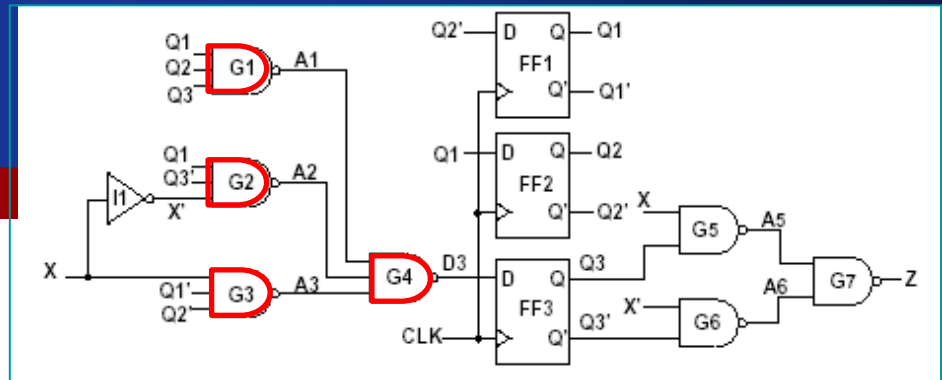 Q1
Q2
Q3
G1
A1
Q1
Q3'
G2
A2
I1
X'
X
Q1'
Q2'
G3
A3
G4
D3
CLK
Q2'
D
Q
Q1
FF1
Q'
Q1'
Q1
D
Q
Q2
FF2
Q'
Q2'
D
Q
Q3
FF3
Q'
Q3'
X
G5
A5
X'
G6
A6
G7
Z